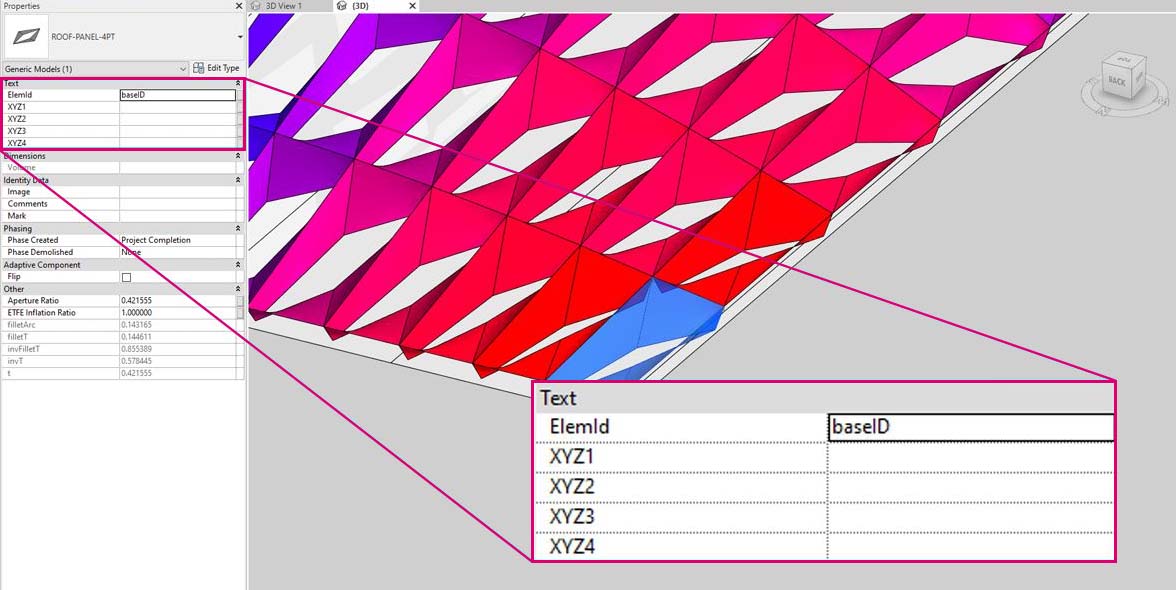 Properties
3D View 1
{3D}
ROOF-PANEL-4PT
Generic Models (1)
Edit Type
Text
ElemId baseID
XYZ1
XYZ2
XYZ3
XYZ4
Dimensions
Volume
Identity Data
Image
Comments
Mark
Phasing
Phase Created Project Completion
Phase Demolished None
Adaptive Component
Flip
Other
Aperture Ratio 0.421555
ETFE Inflation Ratio 1.000000
filletArc 0.143165
filletT 0.144611
invFilletT 0.855389
invT 0.578445
t 0.421555
TOP
BACK
Text
ElemId baseID
XYZ1
XYZ2
XYZ3
XYZ4